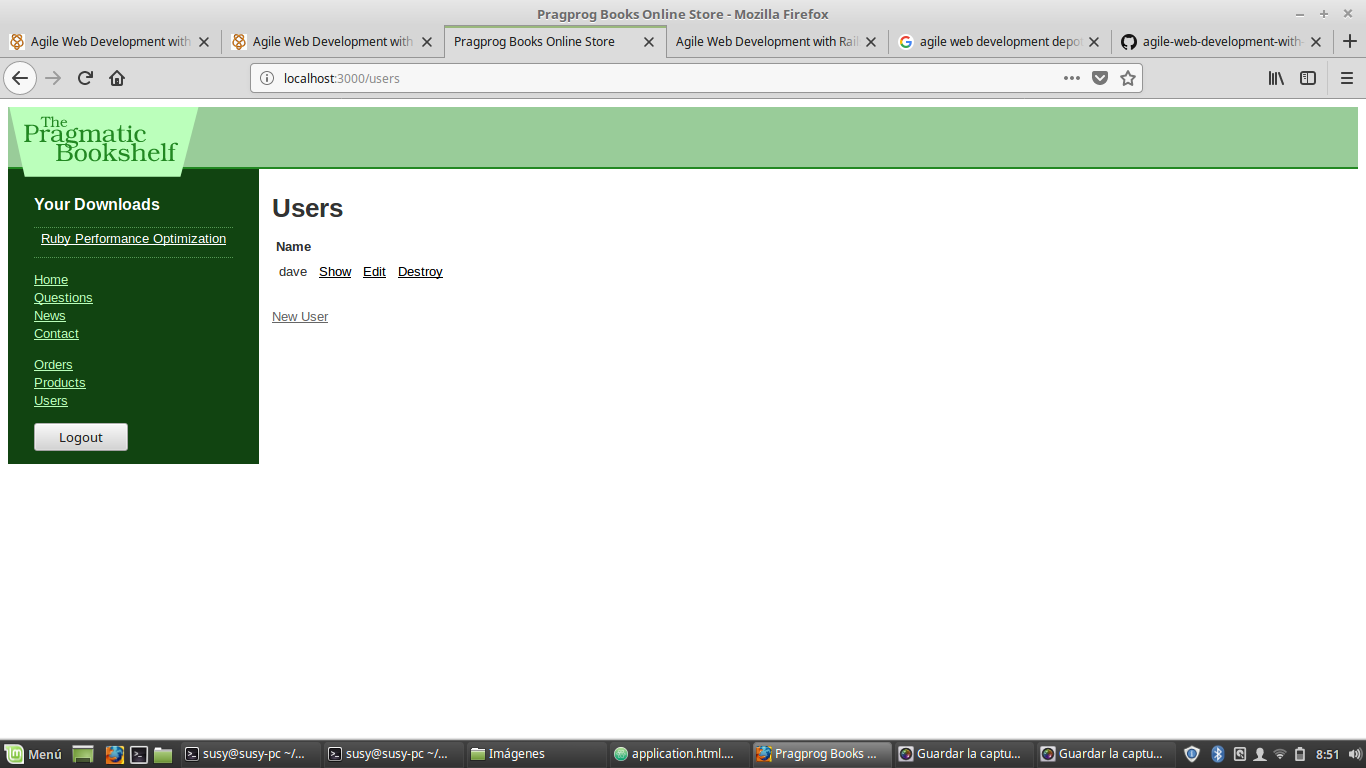 Pragprog Books Online Store - Mozilla Firefox
Agile Web Development with
Agile Web Development with
Pragprog Books Online Store
Agile Web Development with Rail
agile web development depot
agile-web-development-with-
localhost:3000/users
The
Pragmatic
Bookshelf
Your Downloads
Ruby Performance Optimization
Home
Questions
News
Contact
Orders
Products
Users
Logout
Users
Name
dave Show Edit Destroy
New User
Menú
susy@susy-pc ~/...
susy@susy-pc ~/...
Imágenes
application.html....
Pragprog Books ...
Guardar la captu...
Guardar la captu...
8:51